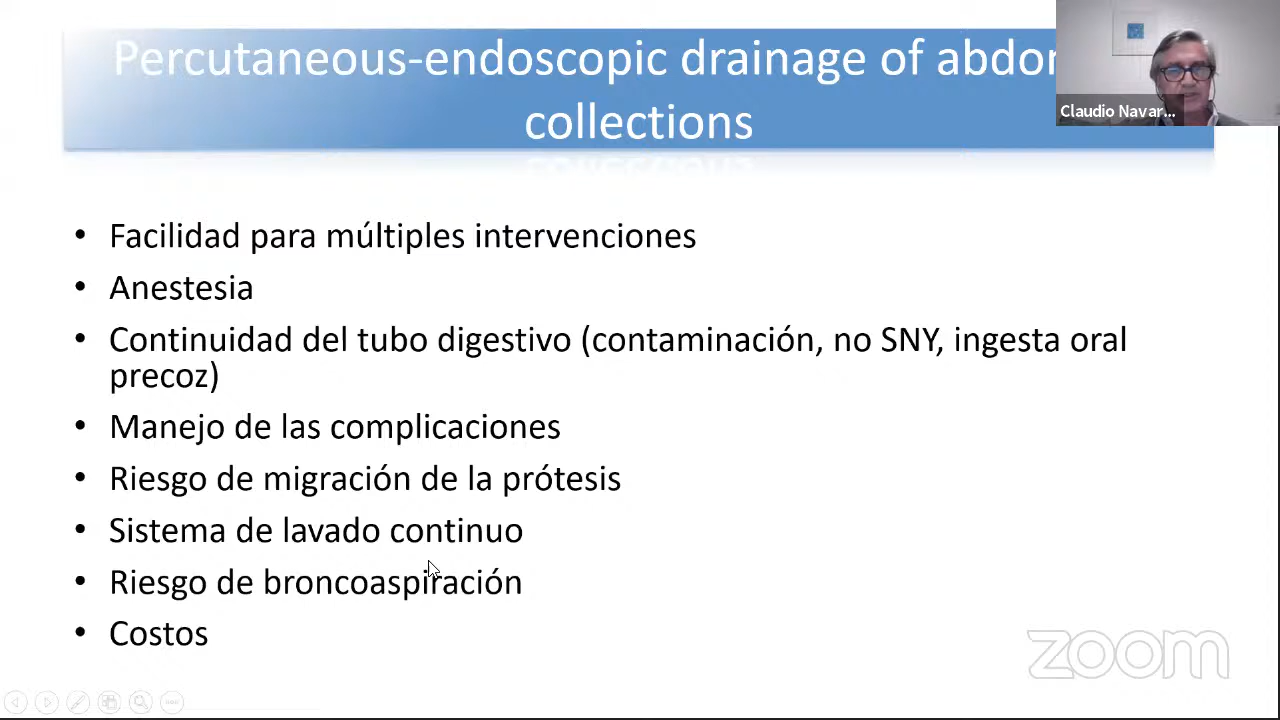 Percutaneous-endoscopic drainage of
collections
Claudio Navar...
• Facilidad para múltiples intervenciones
• Anestesia
• Continuidad del tubo digestivo (contaminación, no SNY, ingesta oral
precoz)
• Manejo de las complicaciones
• Riesgo de migración de la prótesis
• Sistema de lavado continuo
• Riesgo de broncoaspiración
• Costos
zoom